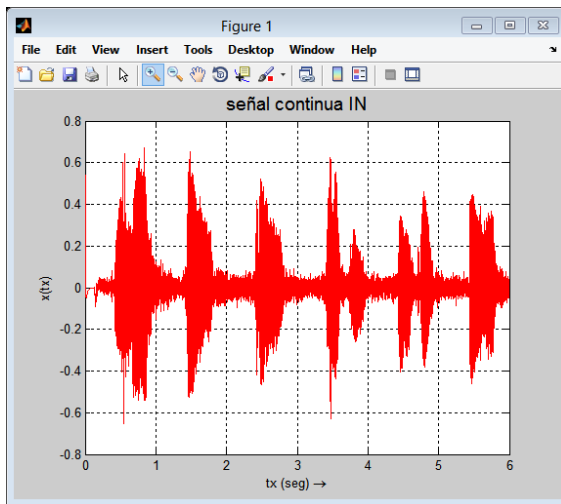 Figure 1
File Edit View Insert Tools Desktop Window Help
señal continua IN
0.8
0.6
0.4
0.2
0
-0.2
-0.4
-0.6
-0.8
x(tx)
0 1 2 3 4 5 6
tx (seg) →